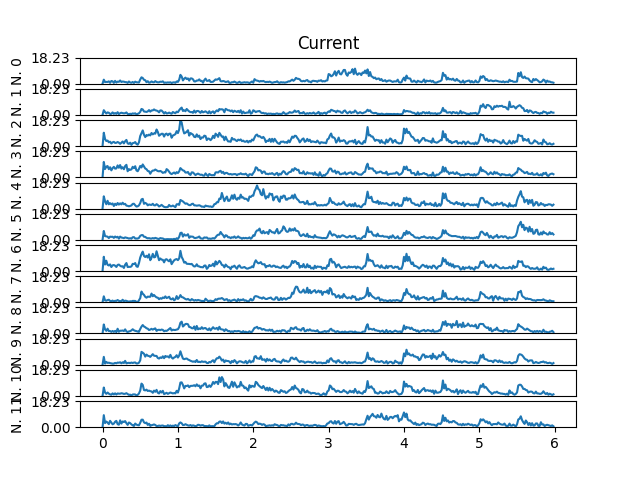 Current
18.23
0.00
N. 0
18.23
0.00
N. 1
18.23
0.00
N. 2
18.23
0.00
N. 3
18.23
0.00
N. 4
18.23
0.00
N. 5
18.23
0.00
N. 6
18.23
0.00
N. 7
18.23
0.00
N. 8
18.23
0.00
N. 9
18.23
0.00
N. 10
18.23
0.00
N. 11
0 1 2 3 4 5 6